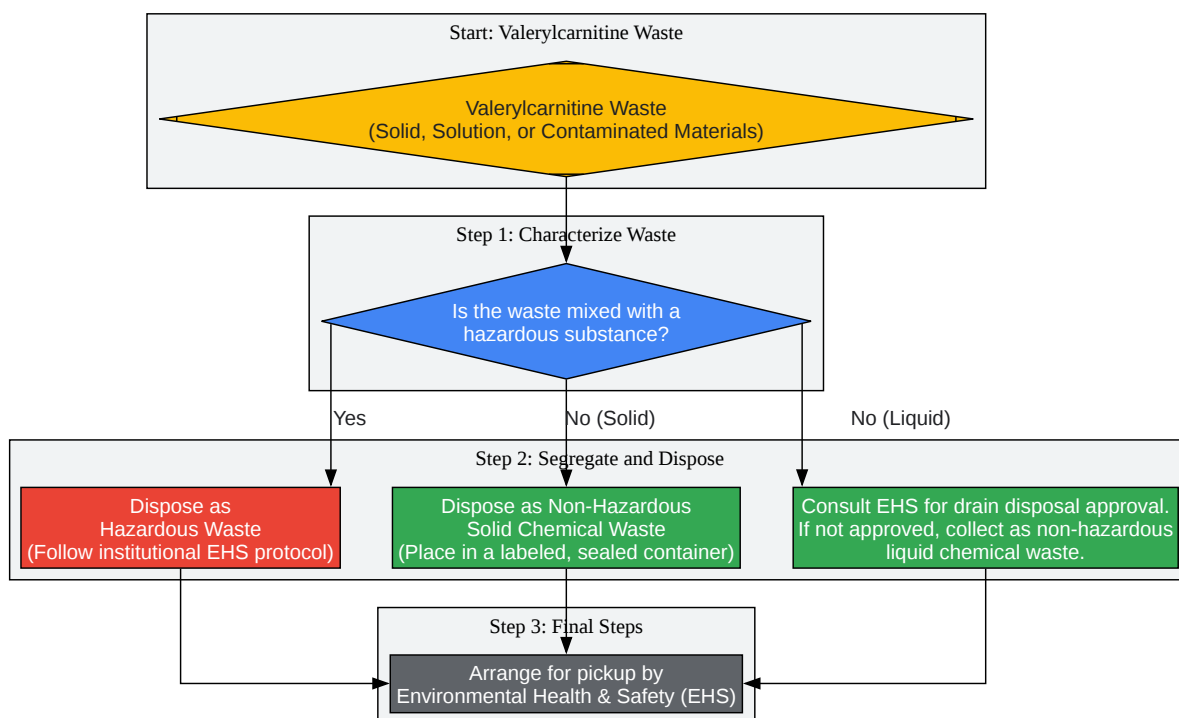 Start: Valerylcarnitine Waste
Valerylcarnitine Waste
(Solid, Solution, or Contaminated Materials)
Step 1: Characterize Waste
Is the waste mixed with a
hazardous substance?
Yes
No (Solid)
No (Liquid)
Step 2: Segregate and Dispose
Dispose as
Hazardous Waste
(Follow institutional EHS protocol)
Dispose as Non-Hazardous
Solid Chemical Waste
(Place in a labeled, sealed container)
Consult EHS for drain disposal approval.
If not approved, collect as non-hazardous
liquid chemical waste.
Step 3: Final Steps
Arrange for pickup by
Environmental Health & Safety (EHS)